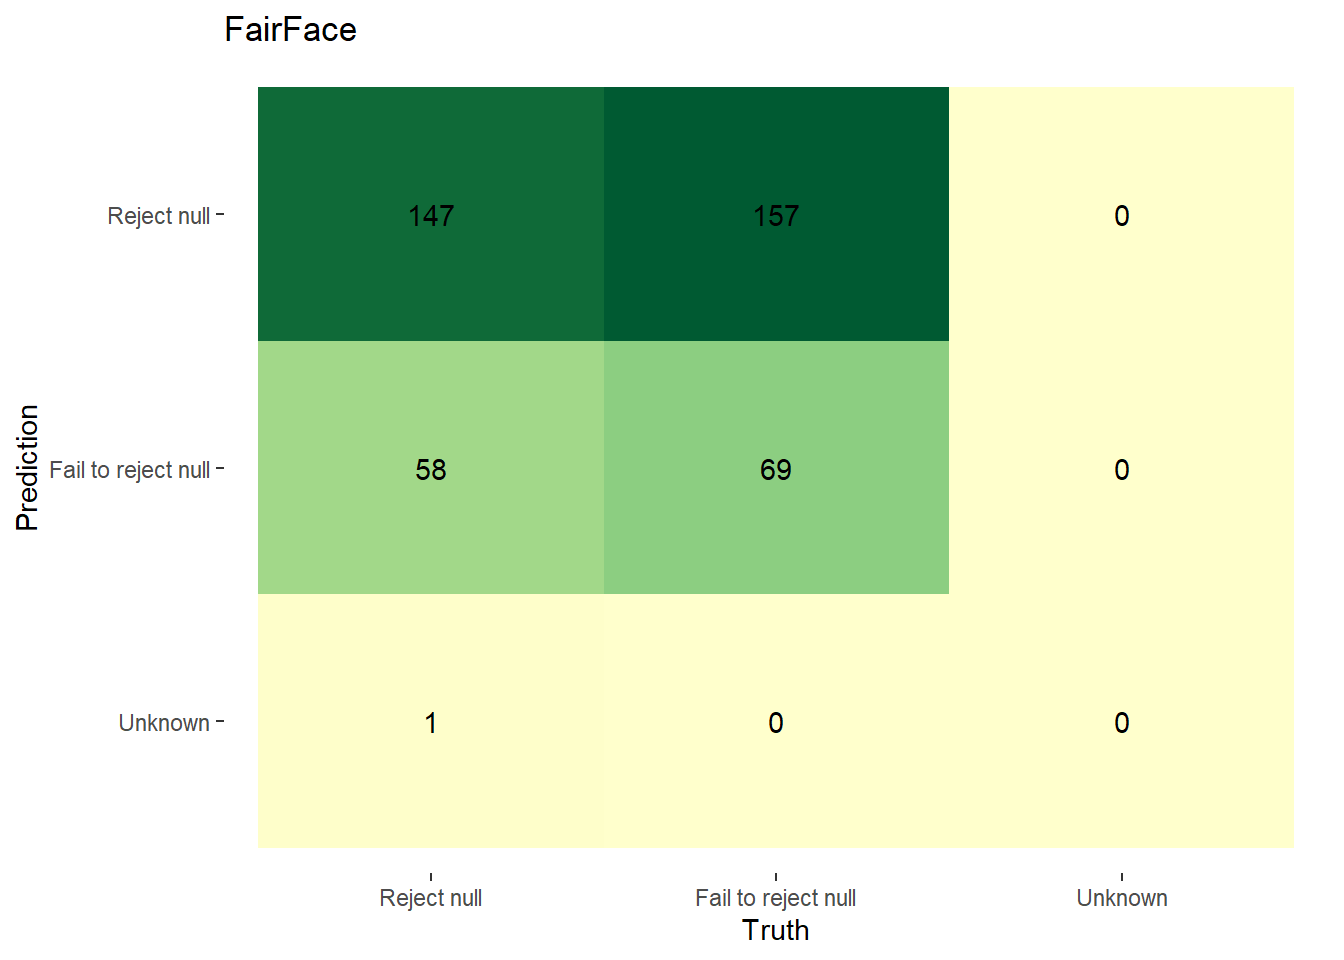 FairFace
Reject null
147
157
0
Prediction
Fail to reject null
58
69
0
Unknown
1
0
0
Reject null
Fail to reject null
Unknown
Truth